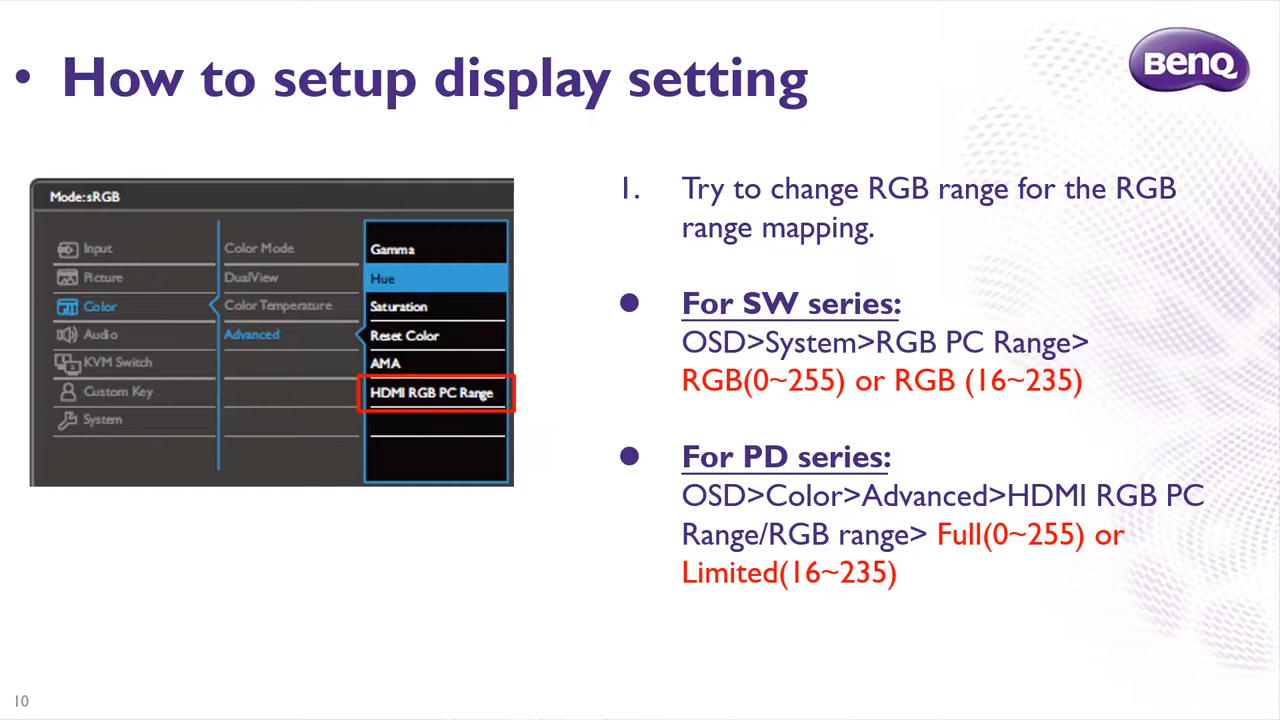 • How to setup display setting
BenQ
Mode:sRGB
Input
Picture
Color
Audio
KVM Switch
Custom Key
System
Color Mode
DualView
Color Temperature
Advanced
Gamma
Hue
Saturation
Reset Color
AMA
HDMI RGB PC Range
1. Try to change RGB range for the RGB
range mapping.
● For SW series:
OSD>System>RGB PC Range>
RGB(0~255) or RGB (16~235)
● For PD series:
OSD>Color>Advanced>HDMI RGB PC
Range/RGB range> Full(0~255) or
Limited(16~235)
10